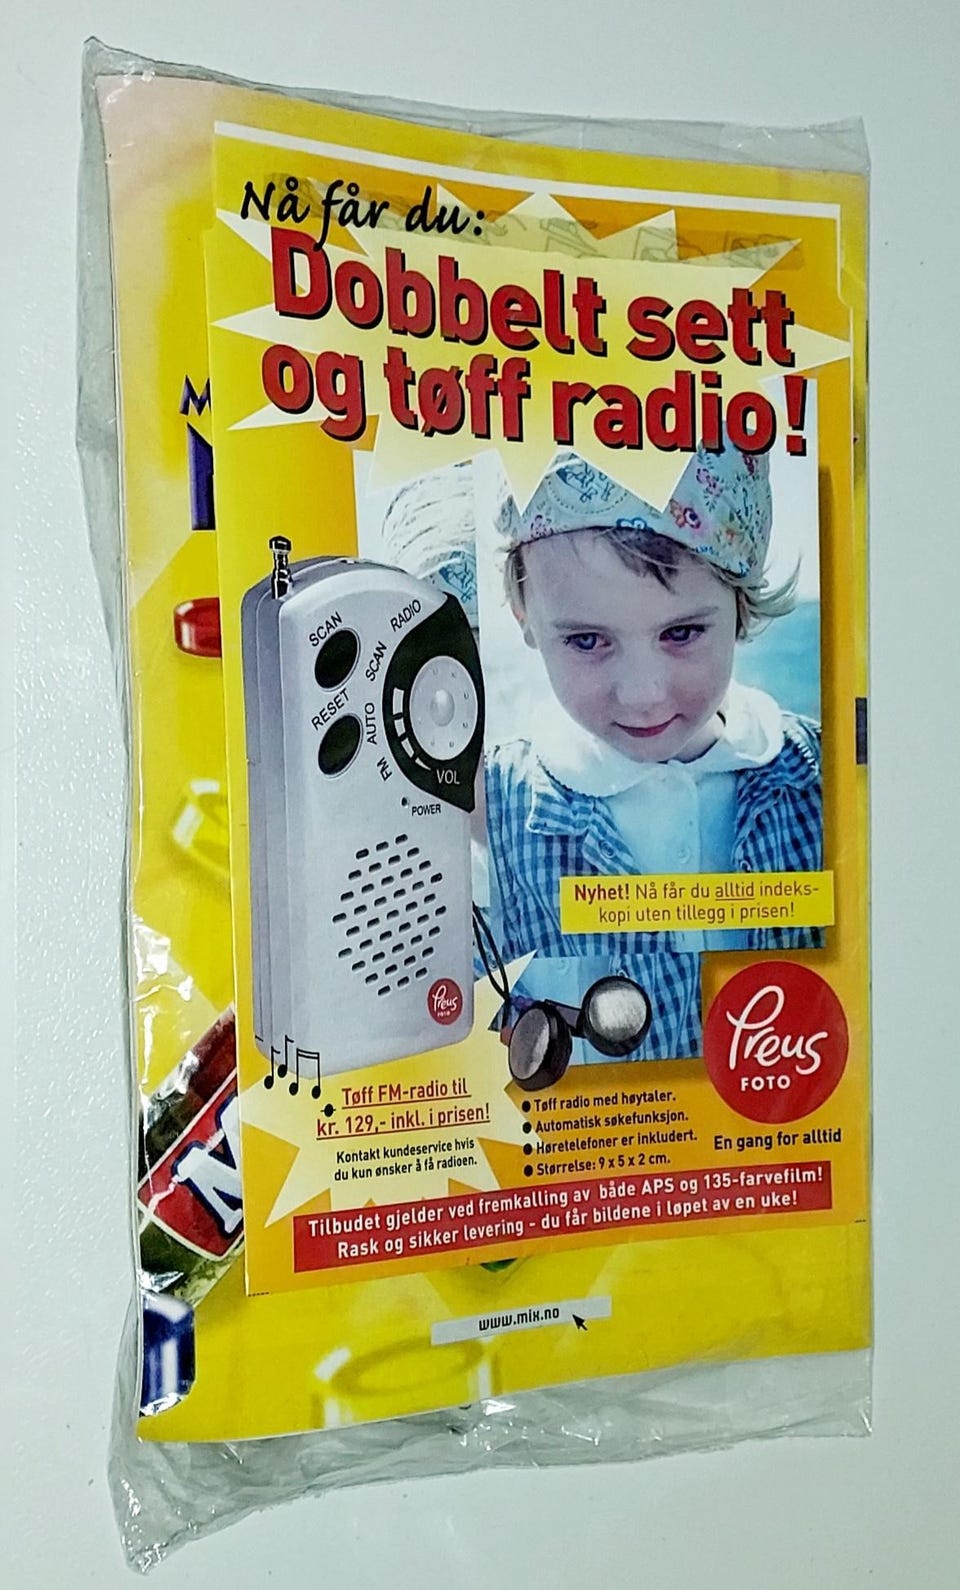 Nå får du:
Dobbelt sett
og tøff radio!
SCAN
RESET
FM AUTO SCAN RADIO
VOL
POWER
Preus
FOTO
Nyhet! Nå får du alltid indeks-
kopi uten tillegg i prisen!
Preus
FOTO
En gang for alltid
Tøff FM-radio til
kr. 129,- inkl. i prisen!
Kontakt kundeservice hvis
du kun ønsker å få radioen.
● Tøff radio med høytaler.
● Automatisk søkefunksjon.
● Høretelefoner er inkludert.
● Størrelse: 9 x 5 x 2 cm.
Tilbudet gjelder ved fremkalling av både APS og 135-farvefilm!
Rask og sikker levering - du får bildene i løpet av en uke!
www.mix.no